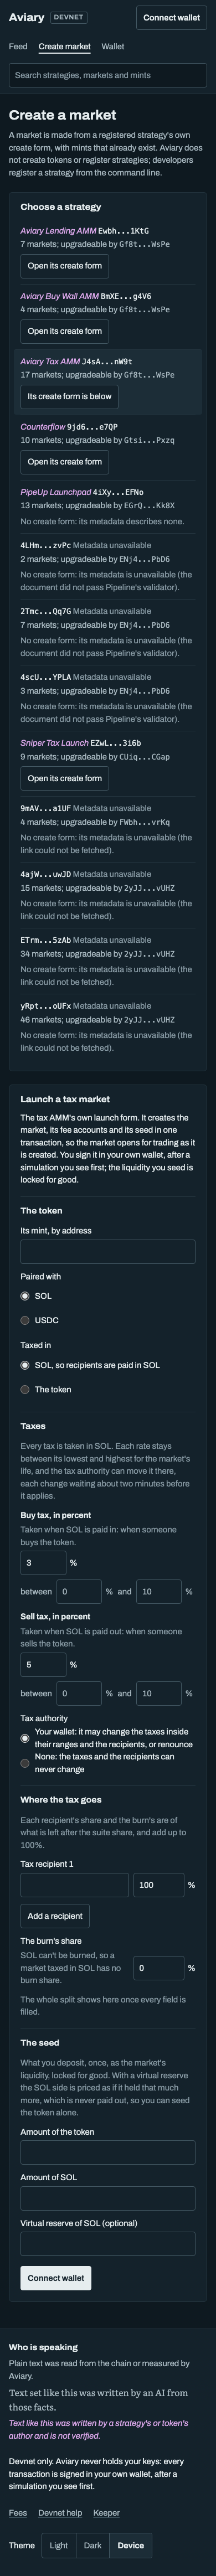 Aviary DEVNET Connect wallet
Feed Create market Wallet
Search strategies, markets and mints
Create a market
A market is made from a registered strategy's own
create form, with mints that already exist. Aviary does
not create tokens or register strategies; developers
register a strategy from the command line.
Choose a strategy
Aviary Lending AMM Ewbh...1KtG
7 markets; upgradeable by Gf8t...WsPe
Open its create form
Aviary Buy Wall AMM BmXE...g4V6
4 markets; upgradeable by Gf8t...WsPe
Open its create form
Aviary Tax AMM J4sA...nW9t
17 markets; upgradeable by Gf8t...WsPe
Its create form is below
Counterflow 9jd6...e7QP
10 markets; upgradeable by Gtsi...Pxzq
Open its create form
PipeUp Launchpad 4iXy...EFNo
13 markets; upgradeable by EGrQ...Kk8X
No create form: its metadata describes none.
4LHm...zvPc Metadata unavailable
2 markets; upgradeable by ENj4...PbD6
No create form: its metadata is unavailable (the
document did not pass Pipeline's validator).
2Tmc...Qq7G Metadata unavailable
7 markets; upgradeable by ENj4...PbD6
No create form: its metadata is unavailable (the
document did not pass Pipeline's validator).
4scU...YPLA Metadata unavailable
3 markets; upgradeable by ENj4...PbD6
No create form: its metadata is unavailable (the
document did not pass Pipeline's validator).
Sniper Tax Launch EZwL...3i6b
9 markets; upgradeable by CUiq...CGap
Open its create form
9mAV...a1UF Metadata unavailable
4 markets; upgradeable by FWbh...vrKq
No create form: its metadata is unavailable (the
link could not be fetched).
4ajW...uwJD Metadata unavailable
15 markets; upgradeable by 2yJJ...vUHZ
No create form: its metadata is unavailable (the
link could not be fetched).
ETrm...5zAb Metadata unavailable
34 markets; upgradeable by 2yJJ...vUHZ
No create form: its metadata is unavailable (the
link could not be fetched).
yRpt...oUFx Metadata unavailable
46 markets; upgradeable by 2yJJ...vUHZ
No create form: its metadata is unavailable (the
link could not be fetched).
Launch a tax market
The tax AMM's own launch form. It creates the
market, its fee accounts and its seed in one
transaction, so the market opens for trading as it
is created. You sign it in your own wallet, after a
simulation you see first; the liquidity you seed is
locked for good.
The token
Its mint, by address
Paired with
SOL
USDC
Taxed in
SOL, so recipients are paid in SOL
The token
Taxes
Every tax is taken in SOL. Each rate stays
between its lowest and highest for the market's
life, and the tax authority can move it there,
each change waiting about two minutes before
it applies.
Buy tax, in percent
Taken when SOL is paid in: when someone
buys the token.
3 %
between 0 % and 10 %
Sell tax, in percent
Taken when SOL is paid out: when someone
sells the token.
5 %
between 0 % and 10 %
Tax authority
Your wallet: it may change the taxes inside
their ranges and the recipients, or renounce
None: the taxes and the recipients can
never change
Where the tax goes
Each recipient's share and the burn's are of
what is left after the suite share, and add up to
100%.
Tax recipient 1
100 %
Add a recipient
The burn's share
SOL can't be burned, so a
market taxed in SOL has no
burn share.
0 %
The whole split shows here once every field is
filled.
The seed
What you deposit, once, as the market's
liquidity, locked for good. With a virtual reserve
the SOL side is priced as if it held that much
more, which is never paid out, so you can seed
the token alone.
Amount of the token
Amount of SOL
Virtual reserve of SOL (optional)
Connect wallet
Who is speaking
Plain text was read from the chain or measured by
Aviary.
Text set like this was written by an AI from
those facts.
Text like this was written by a strategy's or token's
author and is not verified.
Devnet only. Aviary never holds your keys: every
transaction is signed in your own wallet, after a
simulation you see first.
Fees Devnet help Keeper
Theme Light Dark Device